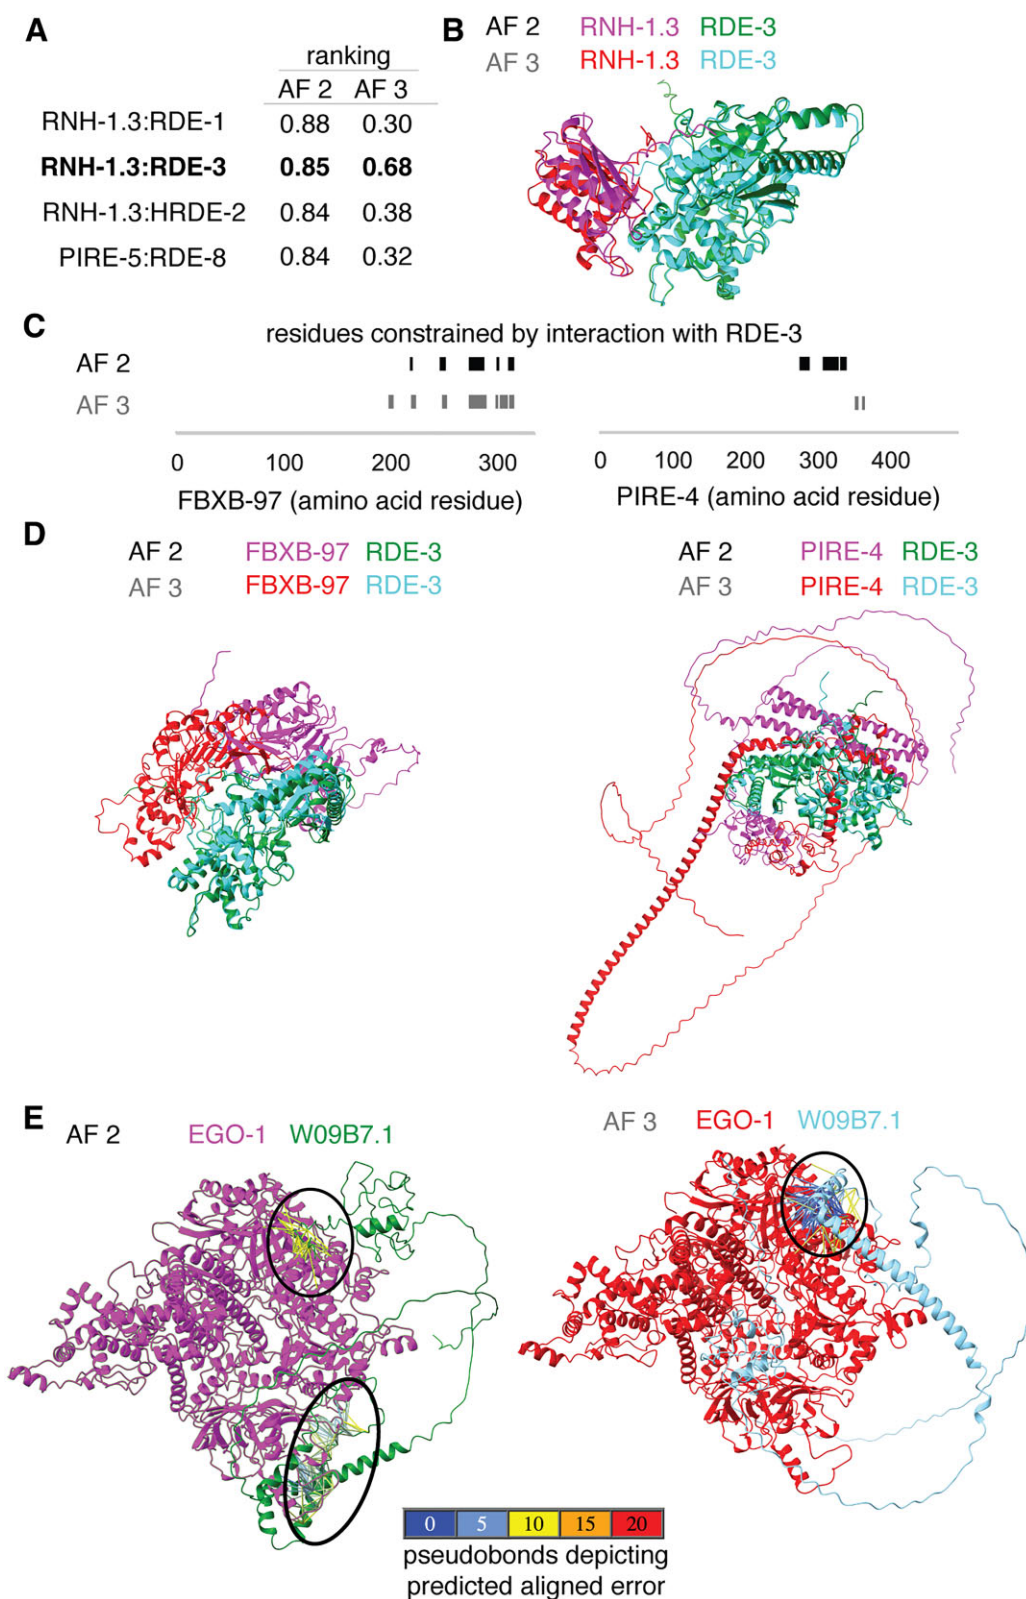 A
ranking
AF 2 AF 3
RNH-1.3:RDE-1 0.88 0.30
RNH-1.3:RDE-3 0.85 0.68
RNH-1.3:HRDE-2 0.84 0.38
PIRE-5:RDE-8 0.84 0.32
B AF 2 RNH-1.3 RDE-3
AF 3 RNH-1.3 RDE-3
C
residues constrained by interaction with RDE-3
AF 2
AF 3
0 100 200 300
FBXB-97 (amino acid residue)
0 100 200 300 400
PIRE-4 (amino acid residue)
D
AF 2 FBXB-97 RDE-3
AF 3 FBXB-97 RDE-3
AF 2 PIRE-4 RDE-3
AF 3 PIRE-4 RDE-3
E
AF 2 EGO-1 W09B7.1
AF 3 EGO-1 W09B7.1
0 5 10 15 20
pseudobonds depicting
predicted aligned error